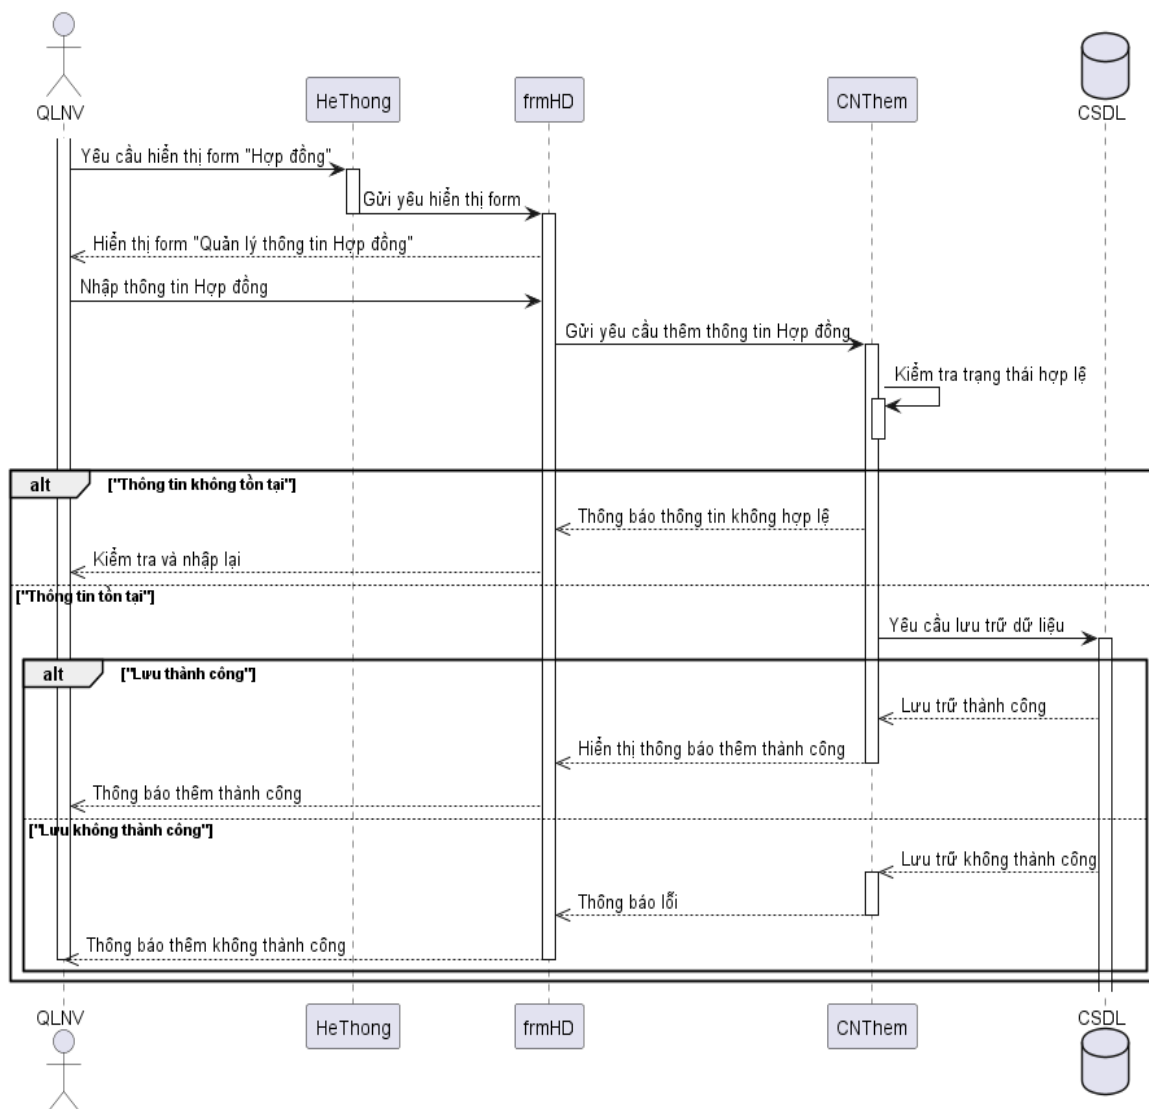 QLNV
HeThong
frmHD
CNThem
CSDL
Yêu cầu hiển thị form "Hợp đồng"
Gửi yêu hiển thị form
Hiển thị form "Quản lý thông tin Hợp đồng"
Nhập thông tin Hợp đồng
Gửi yêu cầu thêm thông tin Hợp đồng
Kiểm tra trạng thái hợp lệ
alt
["Thông tin không tồn tại"]
Thông báo thông tin không hợp lệ
Kiểm tra và nhập lại
["Thông tin tồn tại"]
Yêu cầu lưu trữ dữ liệu
alt
["Lưu thành công"]
Lưu trữ thành công
Hiển thị thông báo thêm thành công
Thông báo thêm thành công
["Lưu không thành công"]
Lưu trữ không thành công
Thông báo lỗi
Thông báo thêm không thành công
QLNV
HeThong
frmHD
CNThem
CSDL